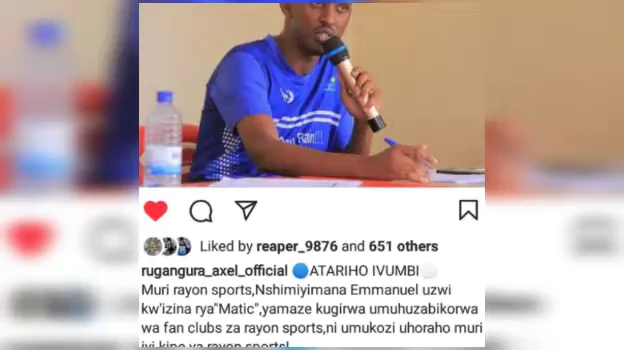 Liked by reaper_9876 and 651 others
rugangura_axel_official 🔵ATARIHO IVUMBI⚪
Muri rayon sports,Nshimiyimana Emmanuel uzwi
kw'izina rya"Matic",yamaze kugirwa umuhuzabikorwa
wa fan clubs za rayon sports,ni umukozi uhoraho muri
iyi kipe ya rayon sports!